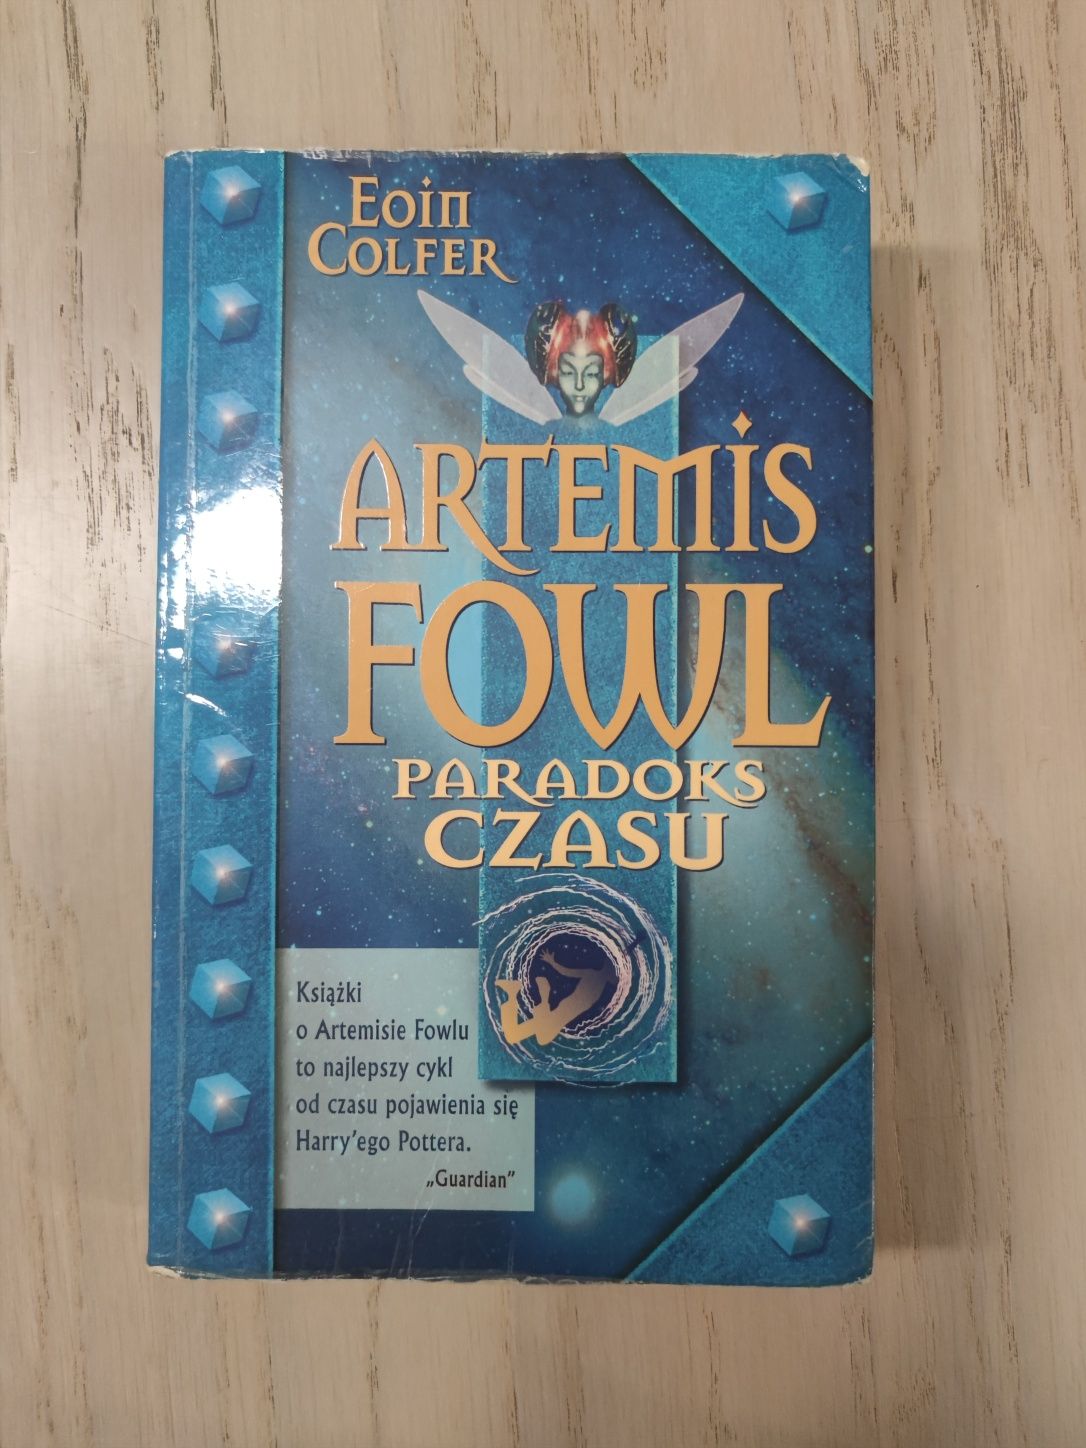 Eoin
Colfer
Artemis
Fowl
Paradoks
Czasu
Książki
o Artemisie Fowlu
to najlepszy cykl
od czasu pojawienia się
Harry'ego Pottera.
„Guardian”